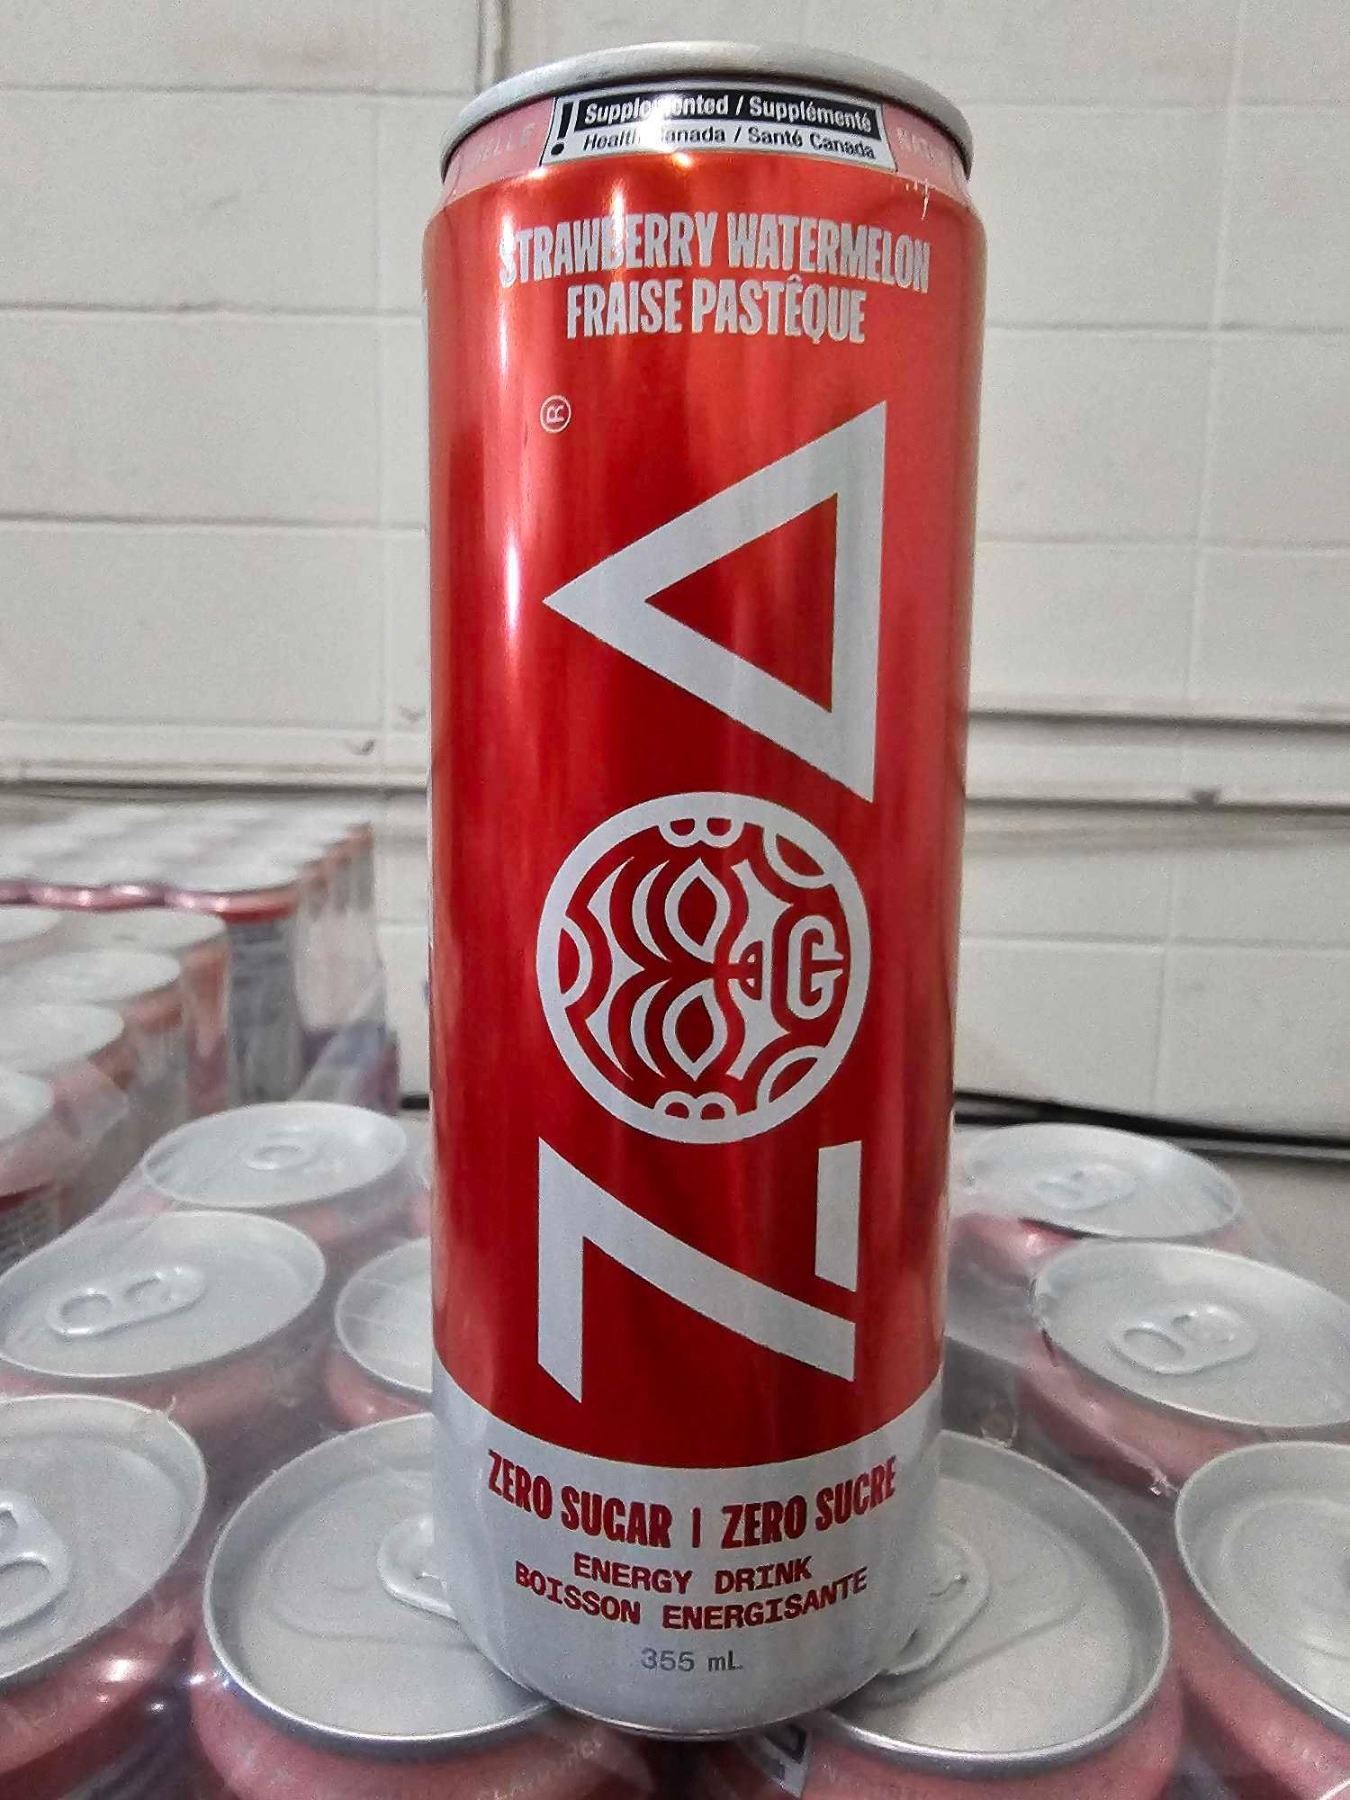 ! Supplemented / Supplémenté
Health Canada / Santé Canada
STRAWBERRY WATERMELON
FRAISE PASTÊQUE
®
ZOA
G
ZERO SUGAR | ZERO SUCRE
ENERGY DRINK
BOISSON ENERGISANTE
355 mL